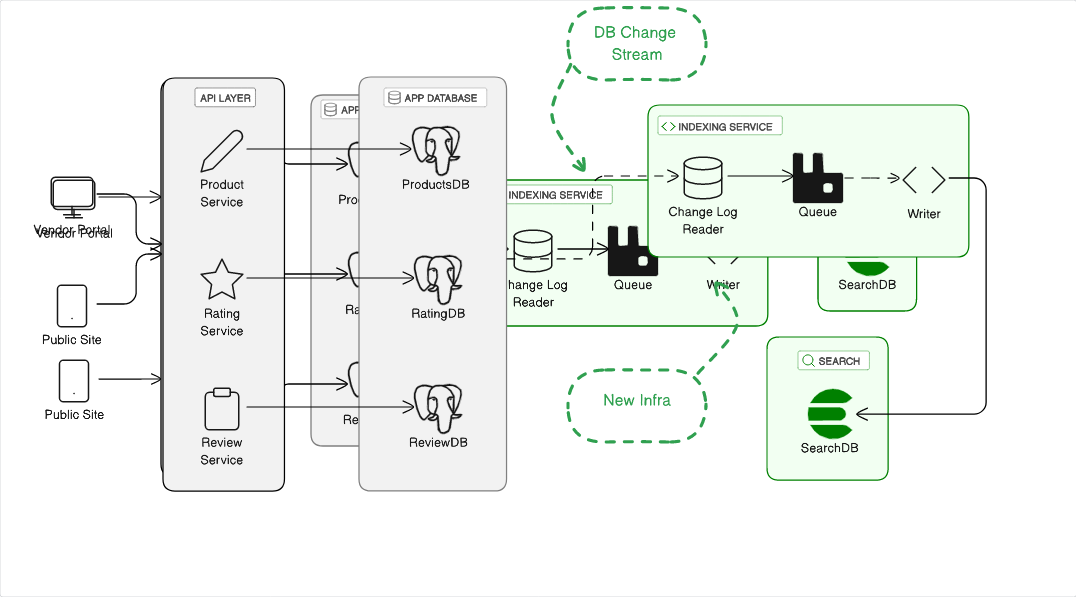 DB Change
Stream
API LAYER
APP
APP DATABASE
INDEXING SERVICE
Product
Service
ProductsDB
Pro
Change Log
Reader
Queue
Writer
INDEXING SERVICE
Vendor Portal
Vendor Portal
hange Log
Reader
Queue
Writer
SearchDB
Public Site
Rating
Service
Ra
RatingDB
SEARCH
Public Site
New Infra
Review
Service
Re
ReviewDB
SearchDB